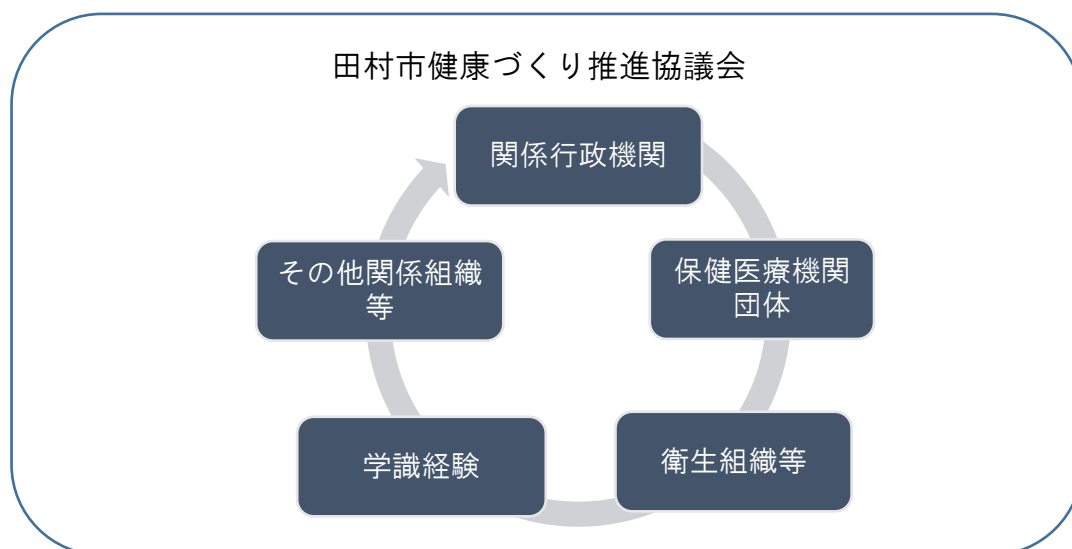 田村市健康づくり推進協議会
関係行政機関
保健医療機関
団体
衛生組織等
学識経験
その他関係組織
等